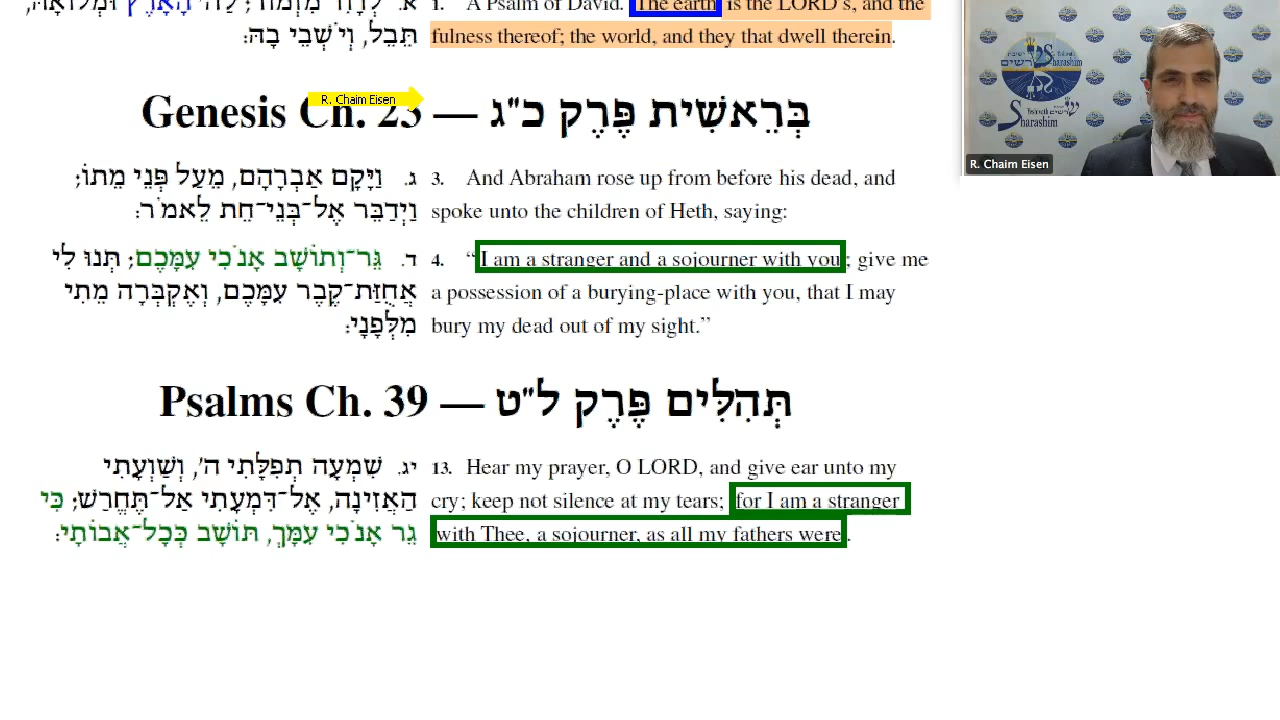 1. A Psalm of David. The earth is the LORD's, and the
fulness thereof; the world, and they that dwell therein.
תֵּבֵל, וְיֹשְׁבֵי בָהּ:
R. Chaim Eisen
Genesis Ch. 23 — בְּרֵאשִׁית פֶּרֶק כ"ג
3. And Abraham rose up from before his dead, and
spoke unto the children of Heth, saying:
ג. וַיָּקָם אַבְרָהָם, מֵעַל פְּנֵי מֵתוֹ;
וַיְדַבֵּר אֶל־בְּנֵי־חֵת לֵאמֹר:
4. “I am a stranger and a sojourner with you; give me
a possession of a burying-place with you, that I may
bury my dead out of my sight.”
ד. גֵּר־וְתוֹשָׁב אָנֹכִי עִמָּכֶם; תְּנוּ לִי
אֲחֻזַּת־קֶבֶר עִמָּכֶם, וְאֶקְבְּרָה מֵתִי
מִלְּפָנָי:
Psalms Ch. 39 — תְּהִלִּים פֶּרֶק ל"ט
13. Hear my prayer, O LORD, and give ear unto my
cry; keep not silence at my tears; for I am a stranger
with Thee, a sojourner, as all my fathers were.
יג. שִׁמְעָה תְפִלָּתִי ה', וְשַׁוְעָתִי
הַאֲזִינָה, אֶל־דִּמְעָתִי אַל־תֶּחֱרַשׁ; כִּי
גֵר אָנֹכִי עִמָּךְ, תּוֹשָׁב כְּכָל־אֲבוֹתָי:
R. Chaim Eisen